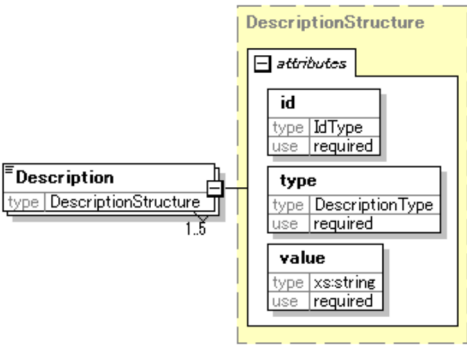 DescriptionStructure
attributes
id
type IdType
use required
Description
type DescriptionStructure
1..5
type
type DescriptionType
use required
value
type xs:string
use required